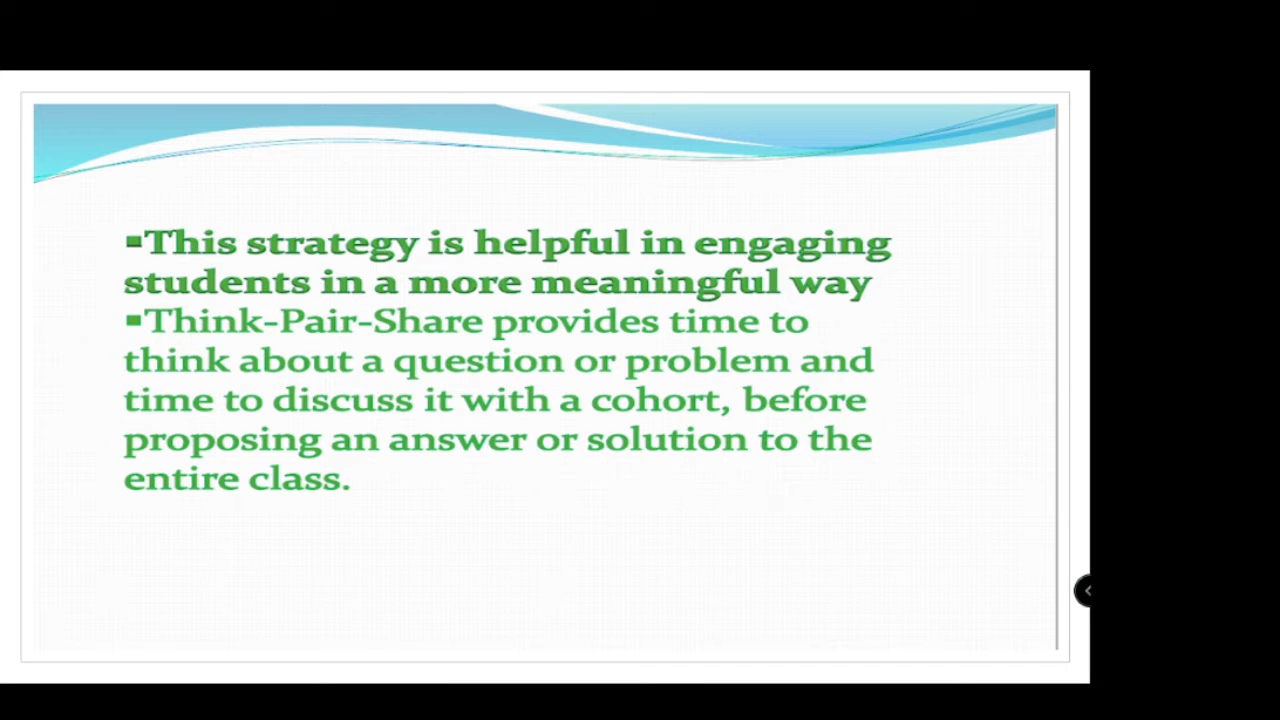 ▪This strategy is helpful in engaging
students in a more meaningful way
▪Think-Pair-Share provides time to
think about a question or problem and
time to discuss it with a cohort, before
proposing an answer or solution to the
entire class.